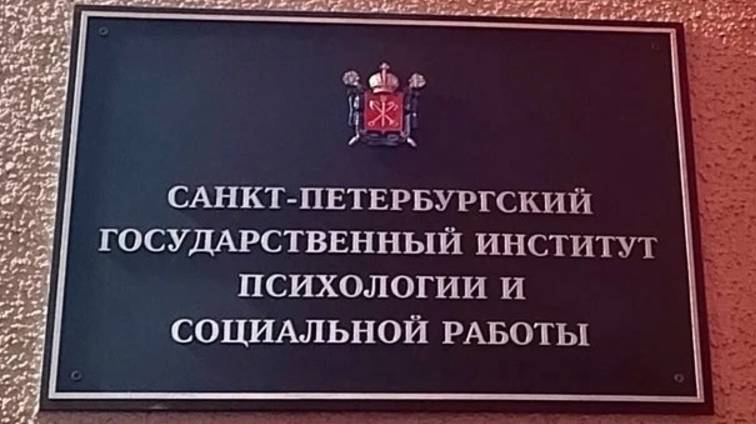 САНКТ-ПЕТЕРБУРГСКИЙ
ГОСУДАРСТВЕННЫЙ ИНСТИТУТ
ПСИХОЛОГИИ И
СОЦИАЛЬНОЙ РАБОТЫ